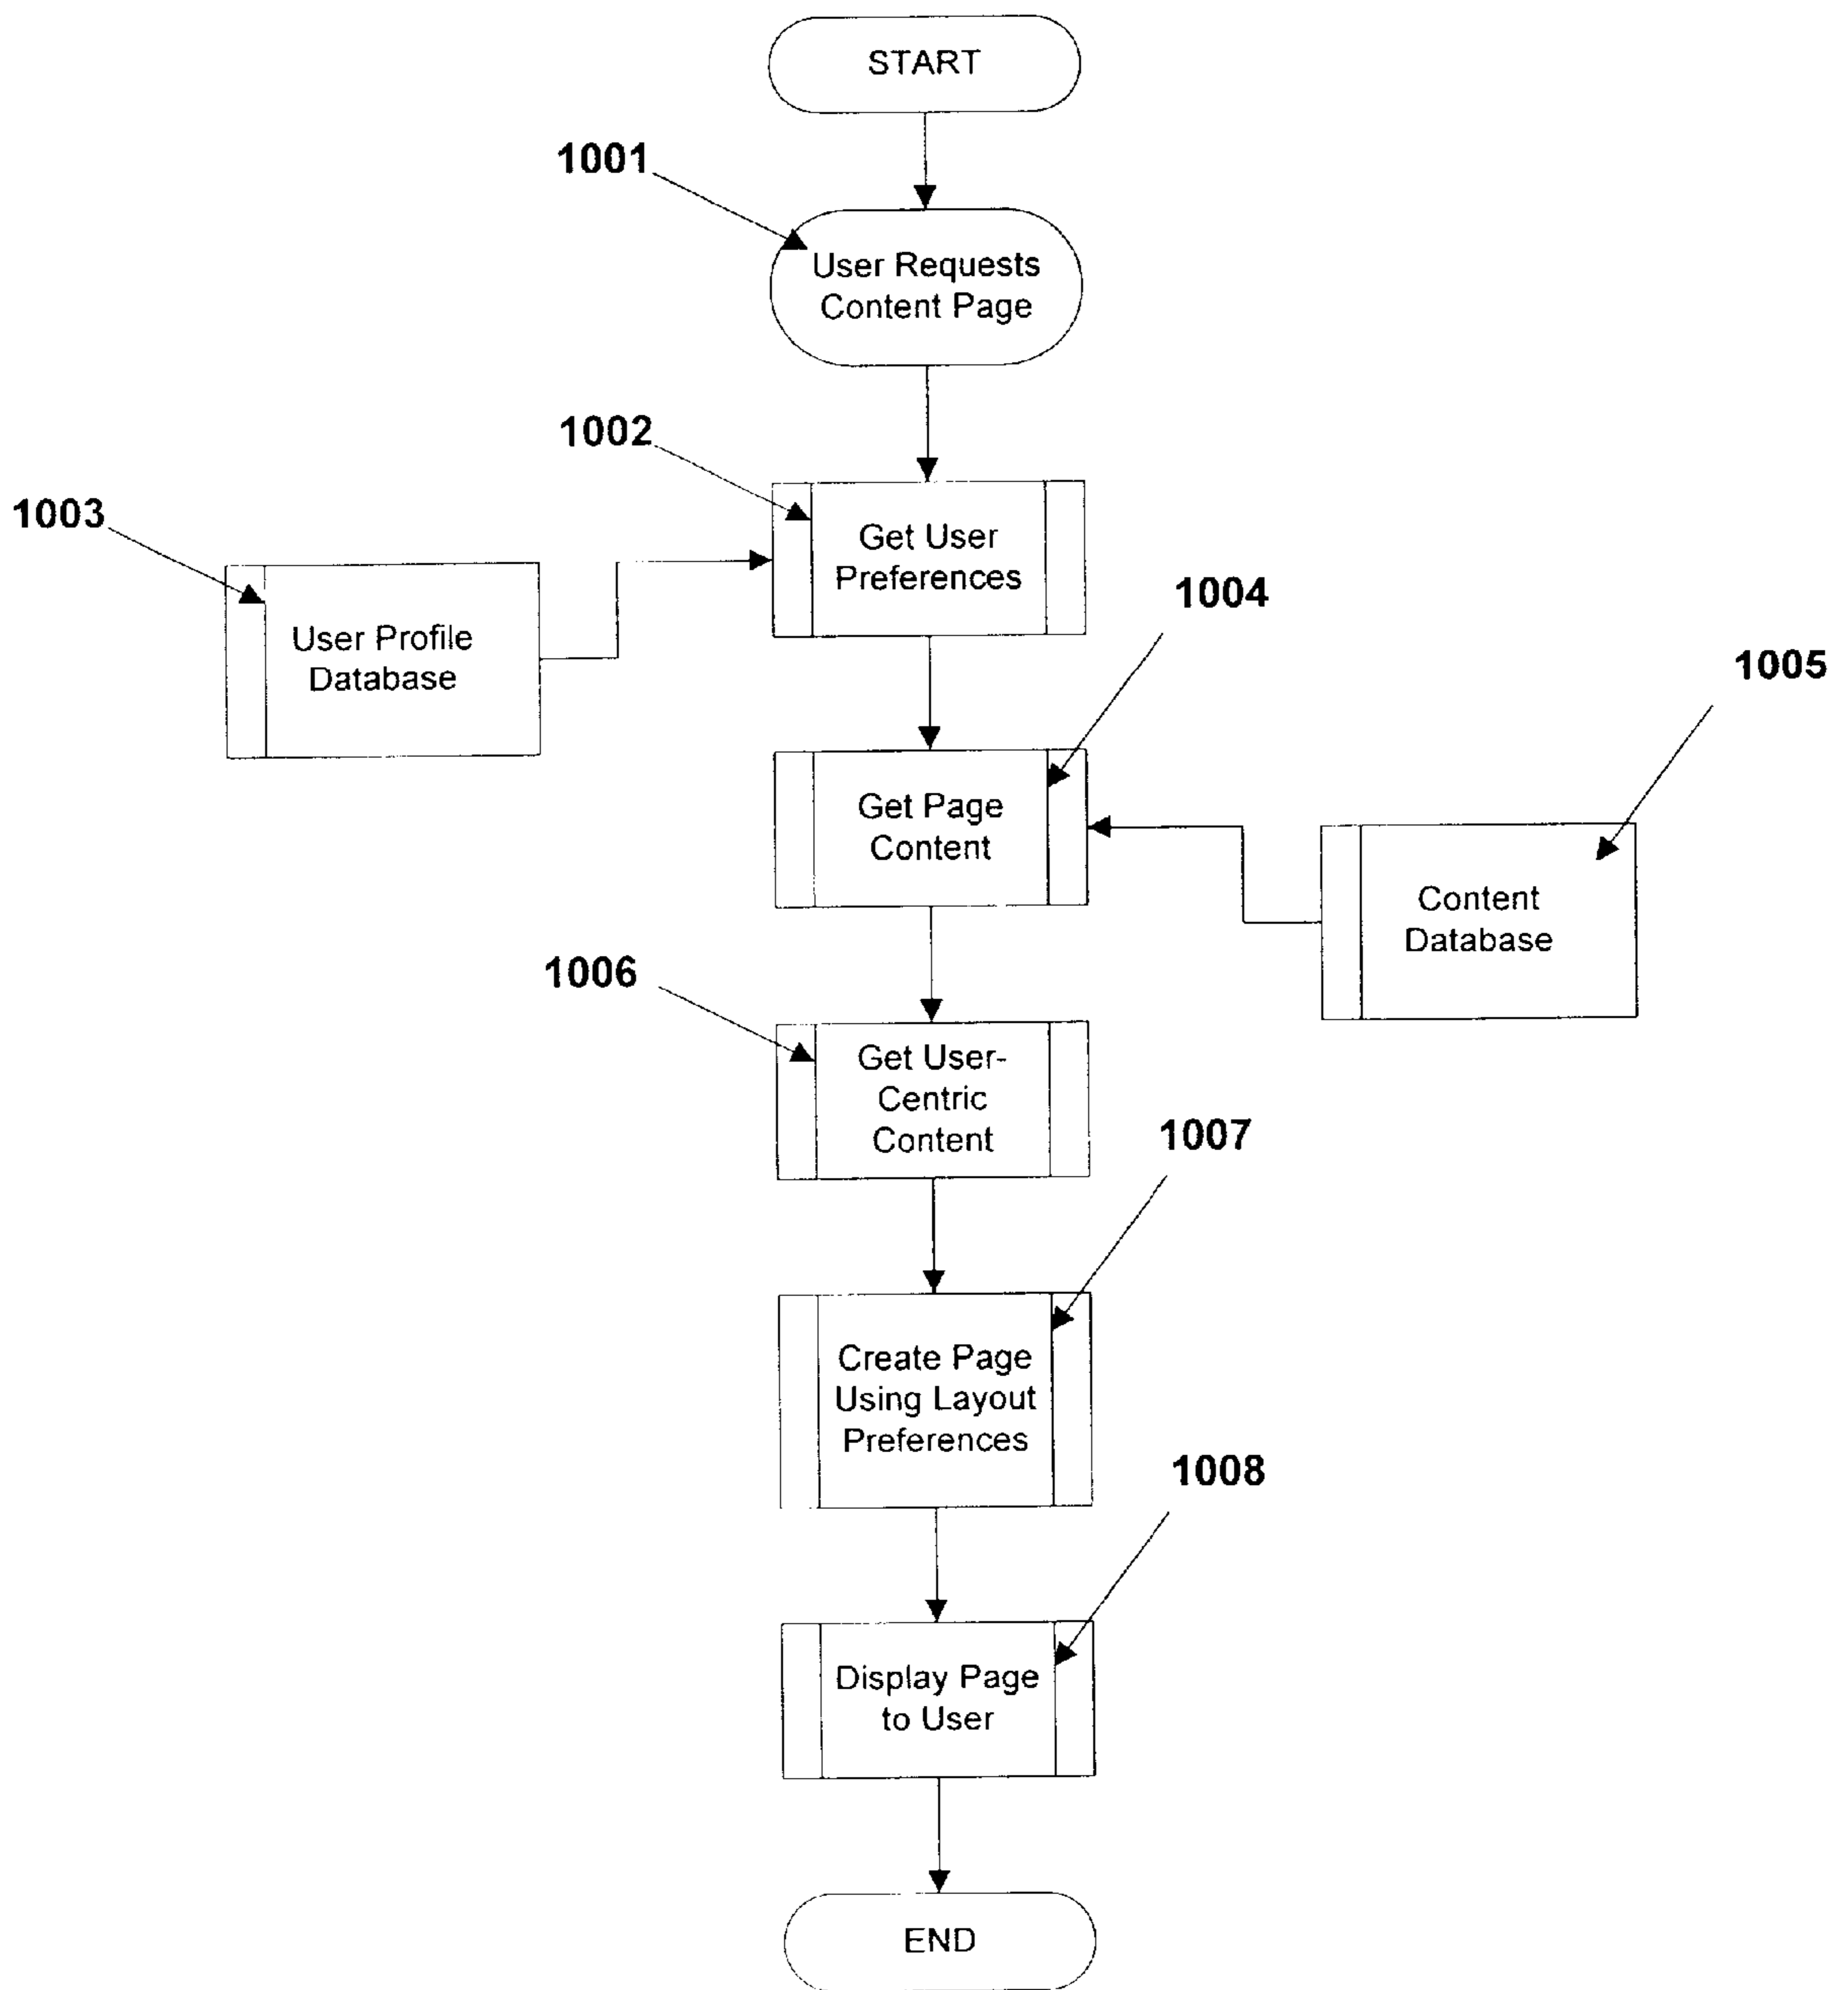 START
1001
User Requests
Content Page
1002
Get User
Preferences
1003
User Profile
Database
1004
Get Page
Content
1005
Content
Database
1006
Get User-
Centric
Content
1007
Create Page
Using Layout
Preferences
1008
Display Page
to User
END